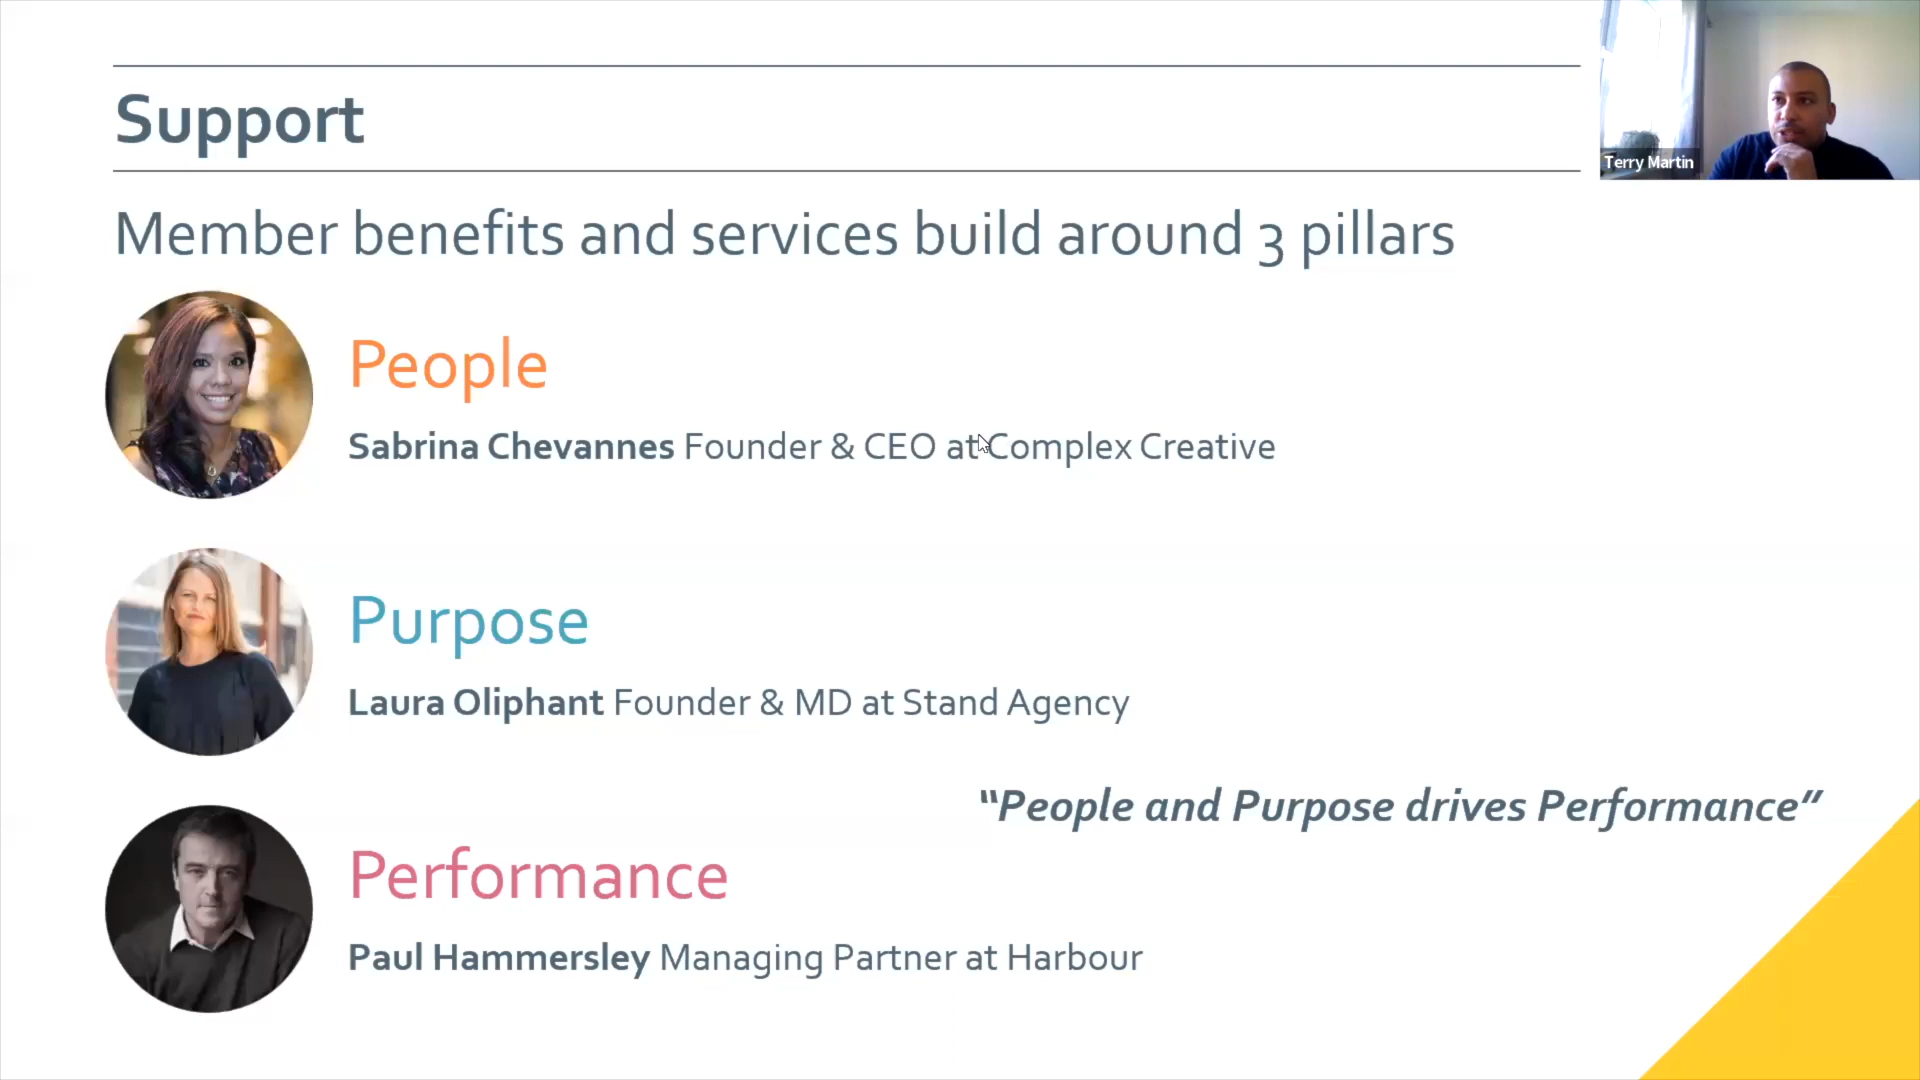 Support
Terry Martin
Member benefits and services build around 3 pillars
People
Sabrina Chevannes Founder & CEO at Complex Creative
Purpose
Laura Oliphant Founder & MD at Stand Agency
“People and Purpose drives Performance”
Performance
Paul Hammersley Managing Partner at Harbour